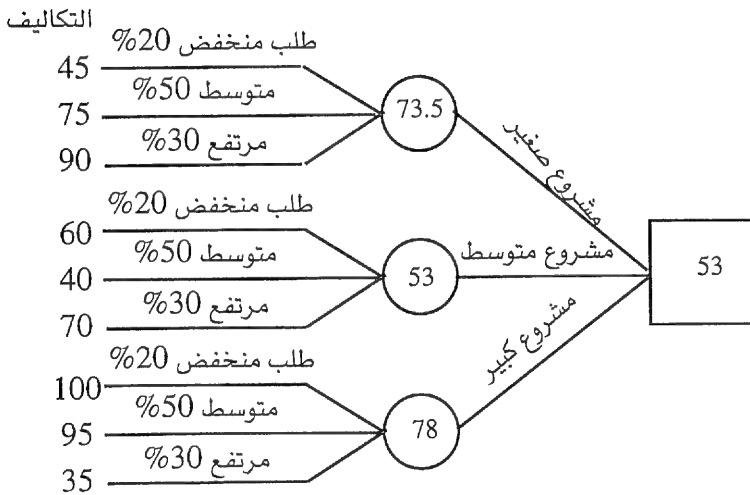 التكاليف
طلب منخفض 20%
45
متوسط 50%
75
مرتفع 30%
90
73.5
مشروع صغير
طلب منخفض 20%
60
متوسط 50%
40
مرتفع 30%
70
53
مشروع متوسط
53
طلب منخفض 20%
100
متوسط 50%
95
مرتفع 30%
35
78
مشروع كبير